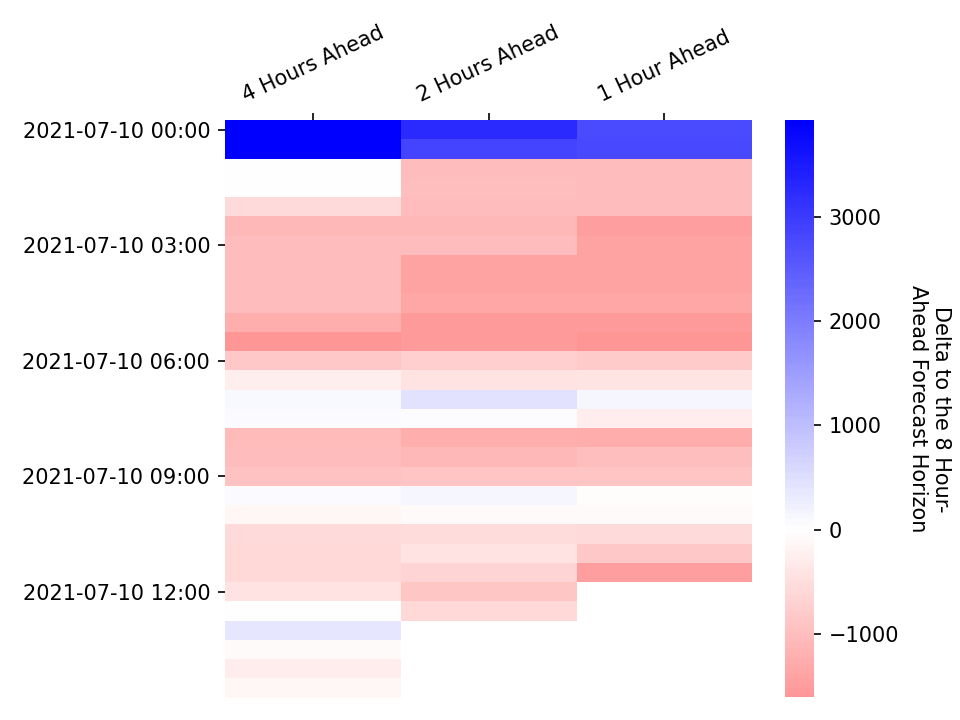 4 Hours Ahead
2 Hours Ahead
1 Hour Ahead
2021-07-10 00:00
2021-07-10 03:00
2021-07-10 06:00
2021-07-10 09:00
2021-07-10 12:00
3000
2000
1000
0
−1000
Delta to the 8 Hour-
Ahead Forecast Horizon